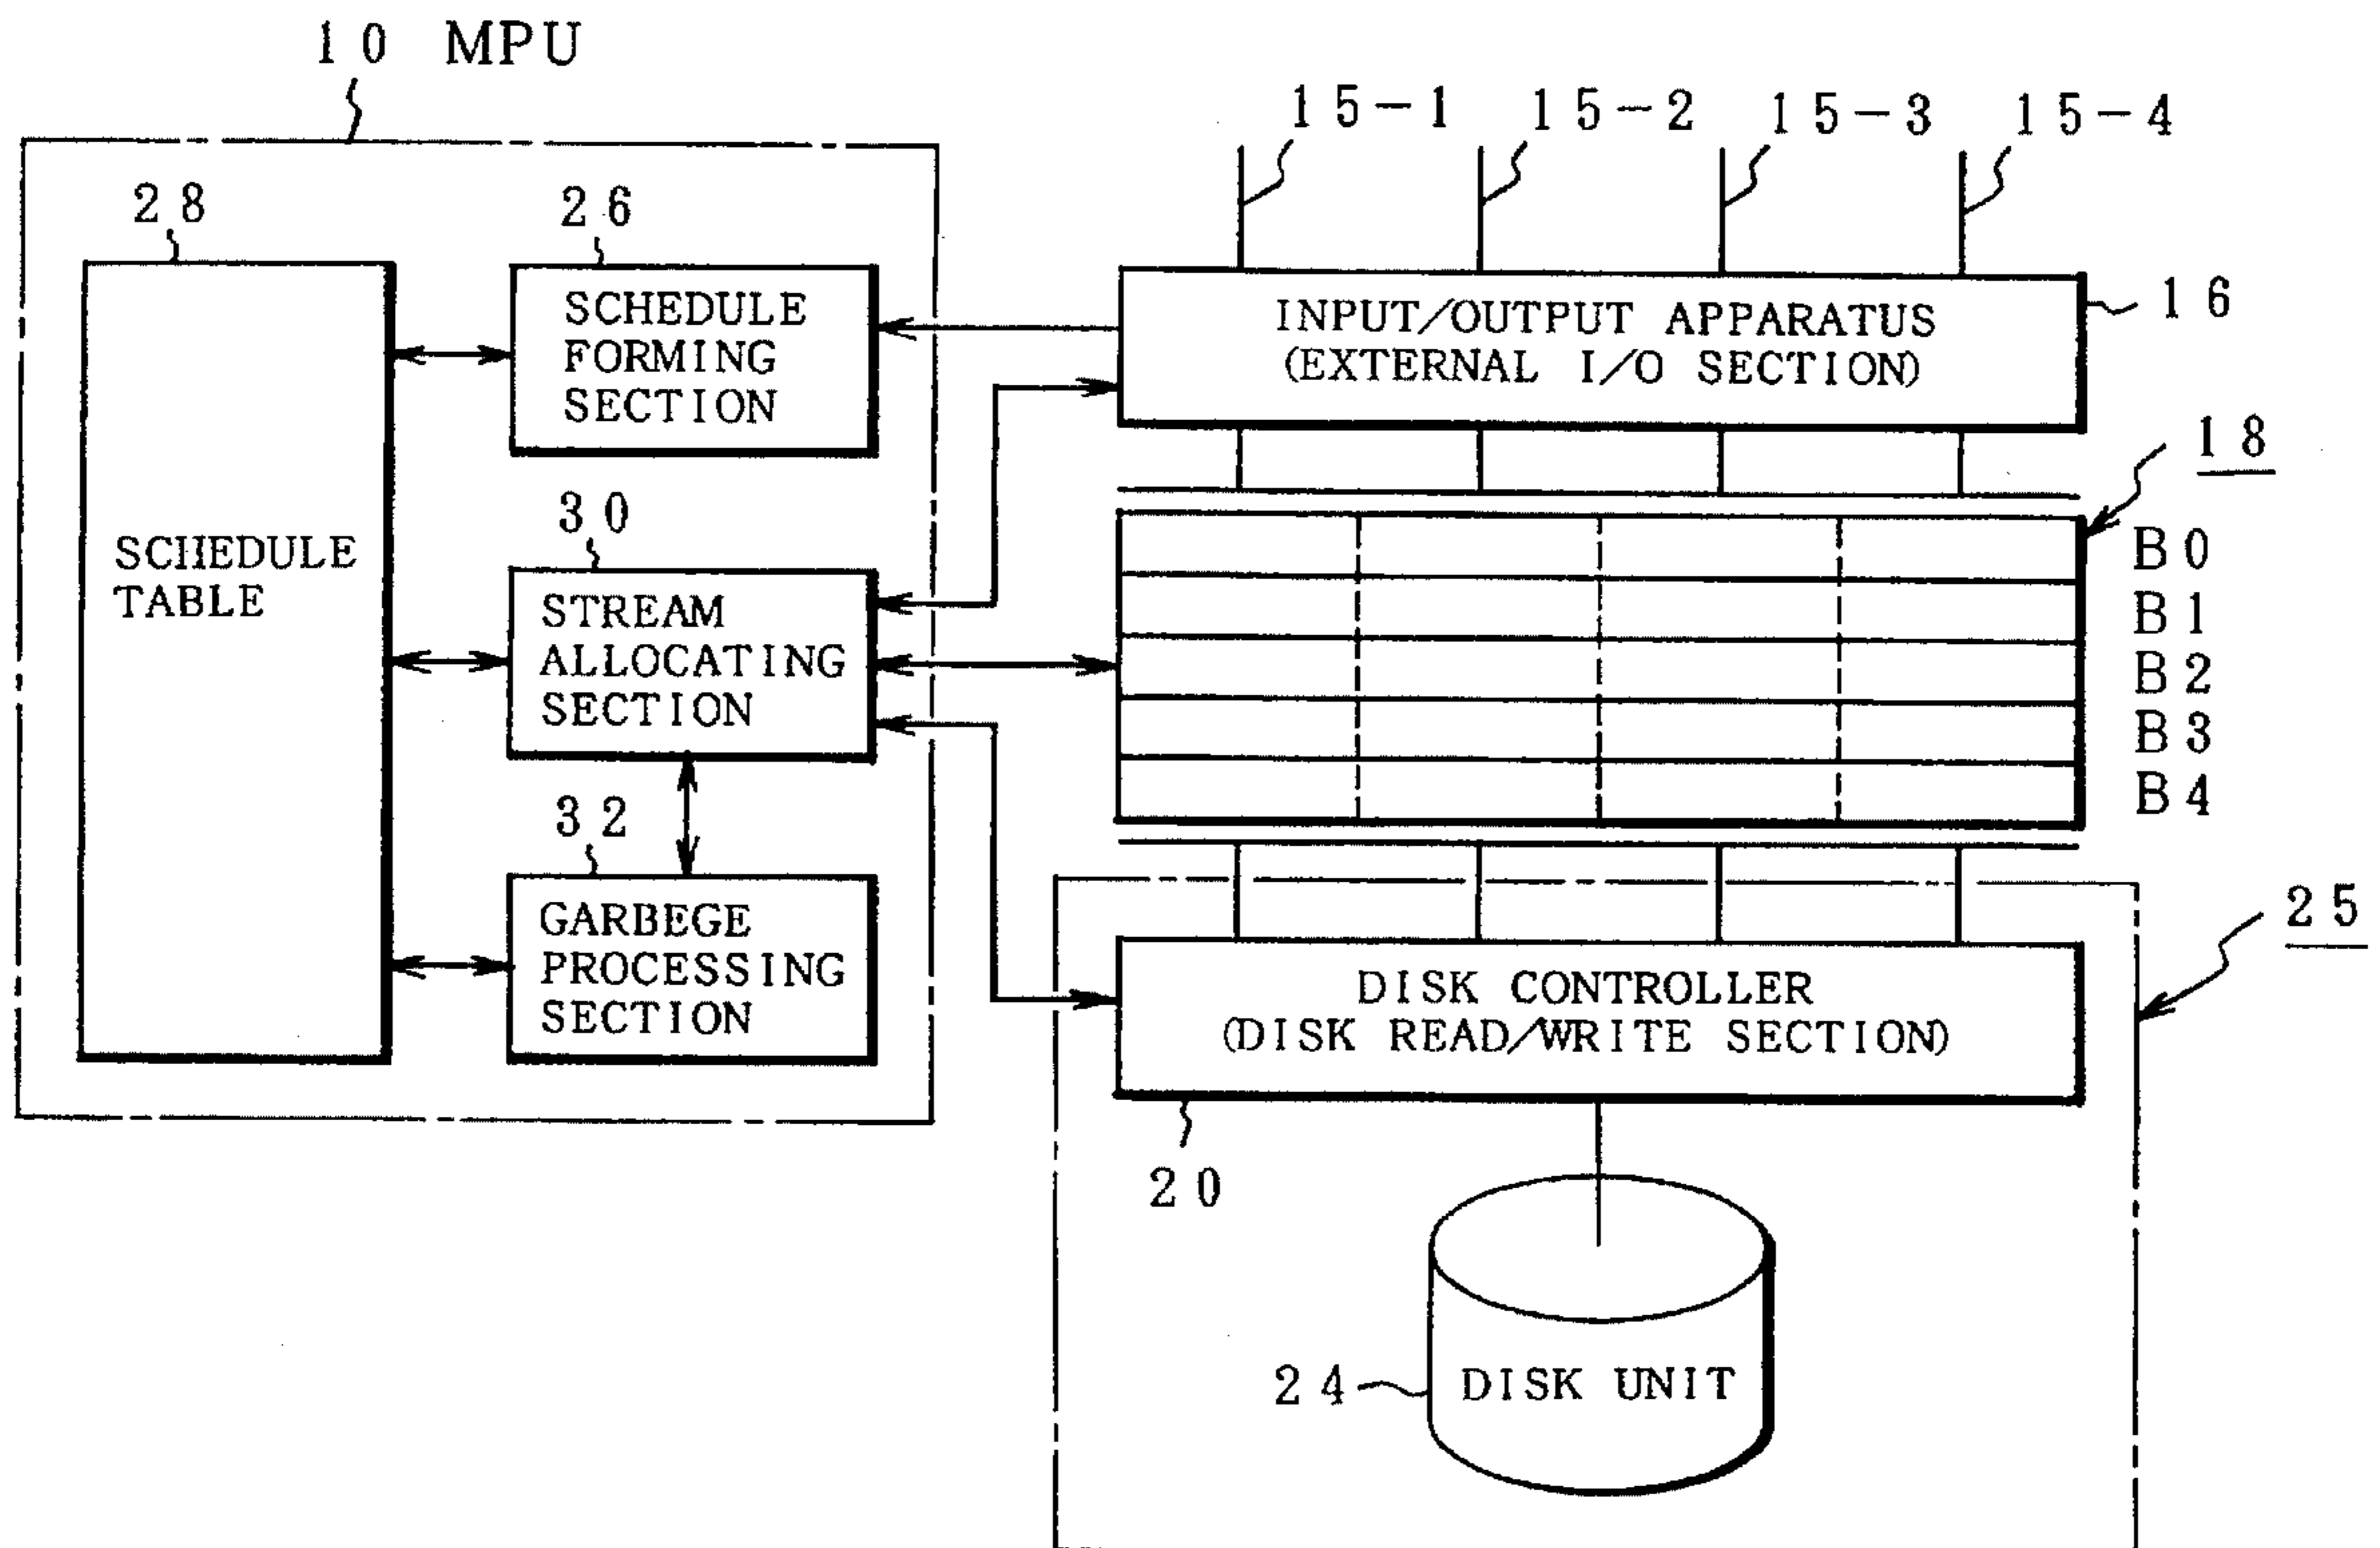 10 MPU
15-1 15-2 15-3 15-4
28
26
SCHEDULE
FORMING
SECTION
INPUT/OUTPUT APPARATUS
(EXTERNAL I/O SECTION)
16
18
SCHEDULE
TABLE
30
STREAM
ALLOCATING
SECTION
B0
B1
B2
B3
B4
32
GARBEGE
PROCESSING
SECTION
25
DISK CONTROLLER
(DISK READ/WRITE SECTION)
20
24
DISK UNIT